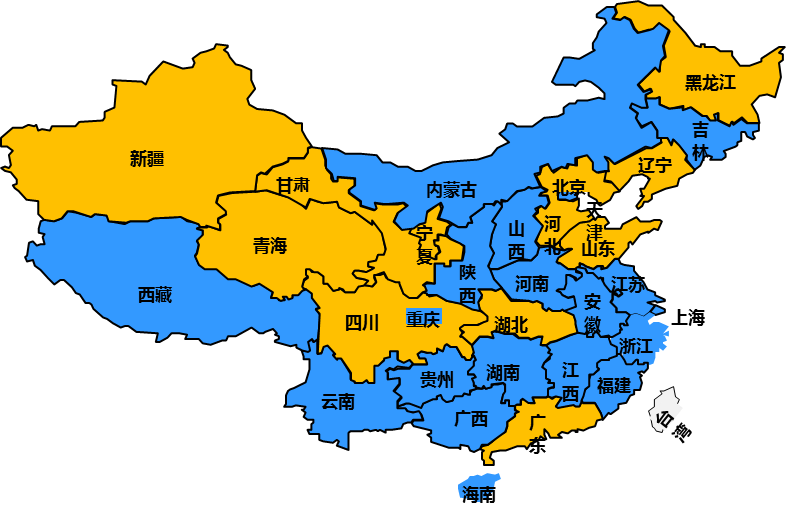 黑龙江
吉林
辽宁
新疆
甘肃
内蒙古
北京
天津
河北
山西
宁夏
青海
山东
陕西
河南
江苏
西藏
安徽
四川
重庆
湖北
上海
浙江
贵州
湖南
江西
福建
云南
广西
广东
台湾
海南